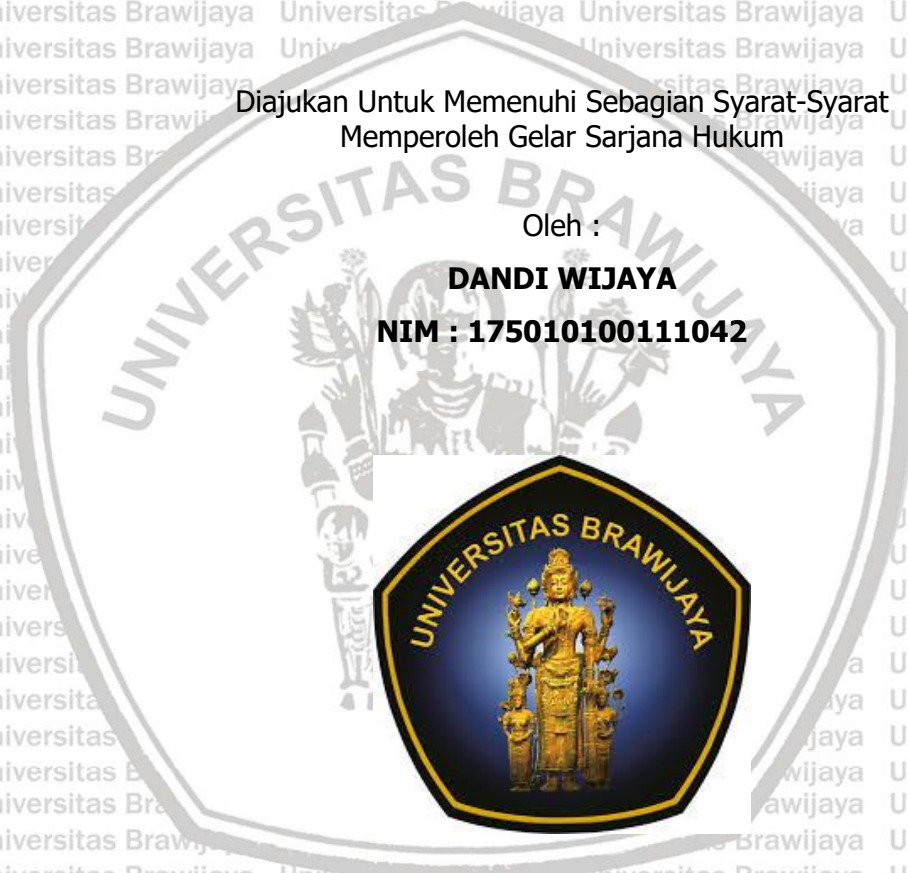 Diajukan Untuk Memenuhi Sebagian Syarat-Syarat
Memperoleh Gelar Sarjana Hukum
Oleh :
DANDI WIJAYA
NIM : 175010100111042
UNIVERSITAS BRAWIJAYA